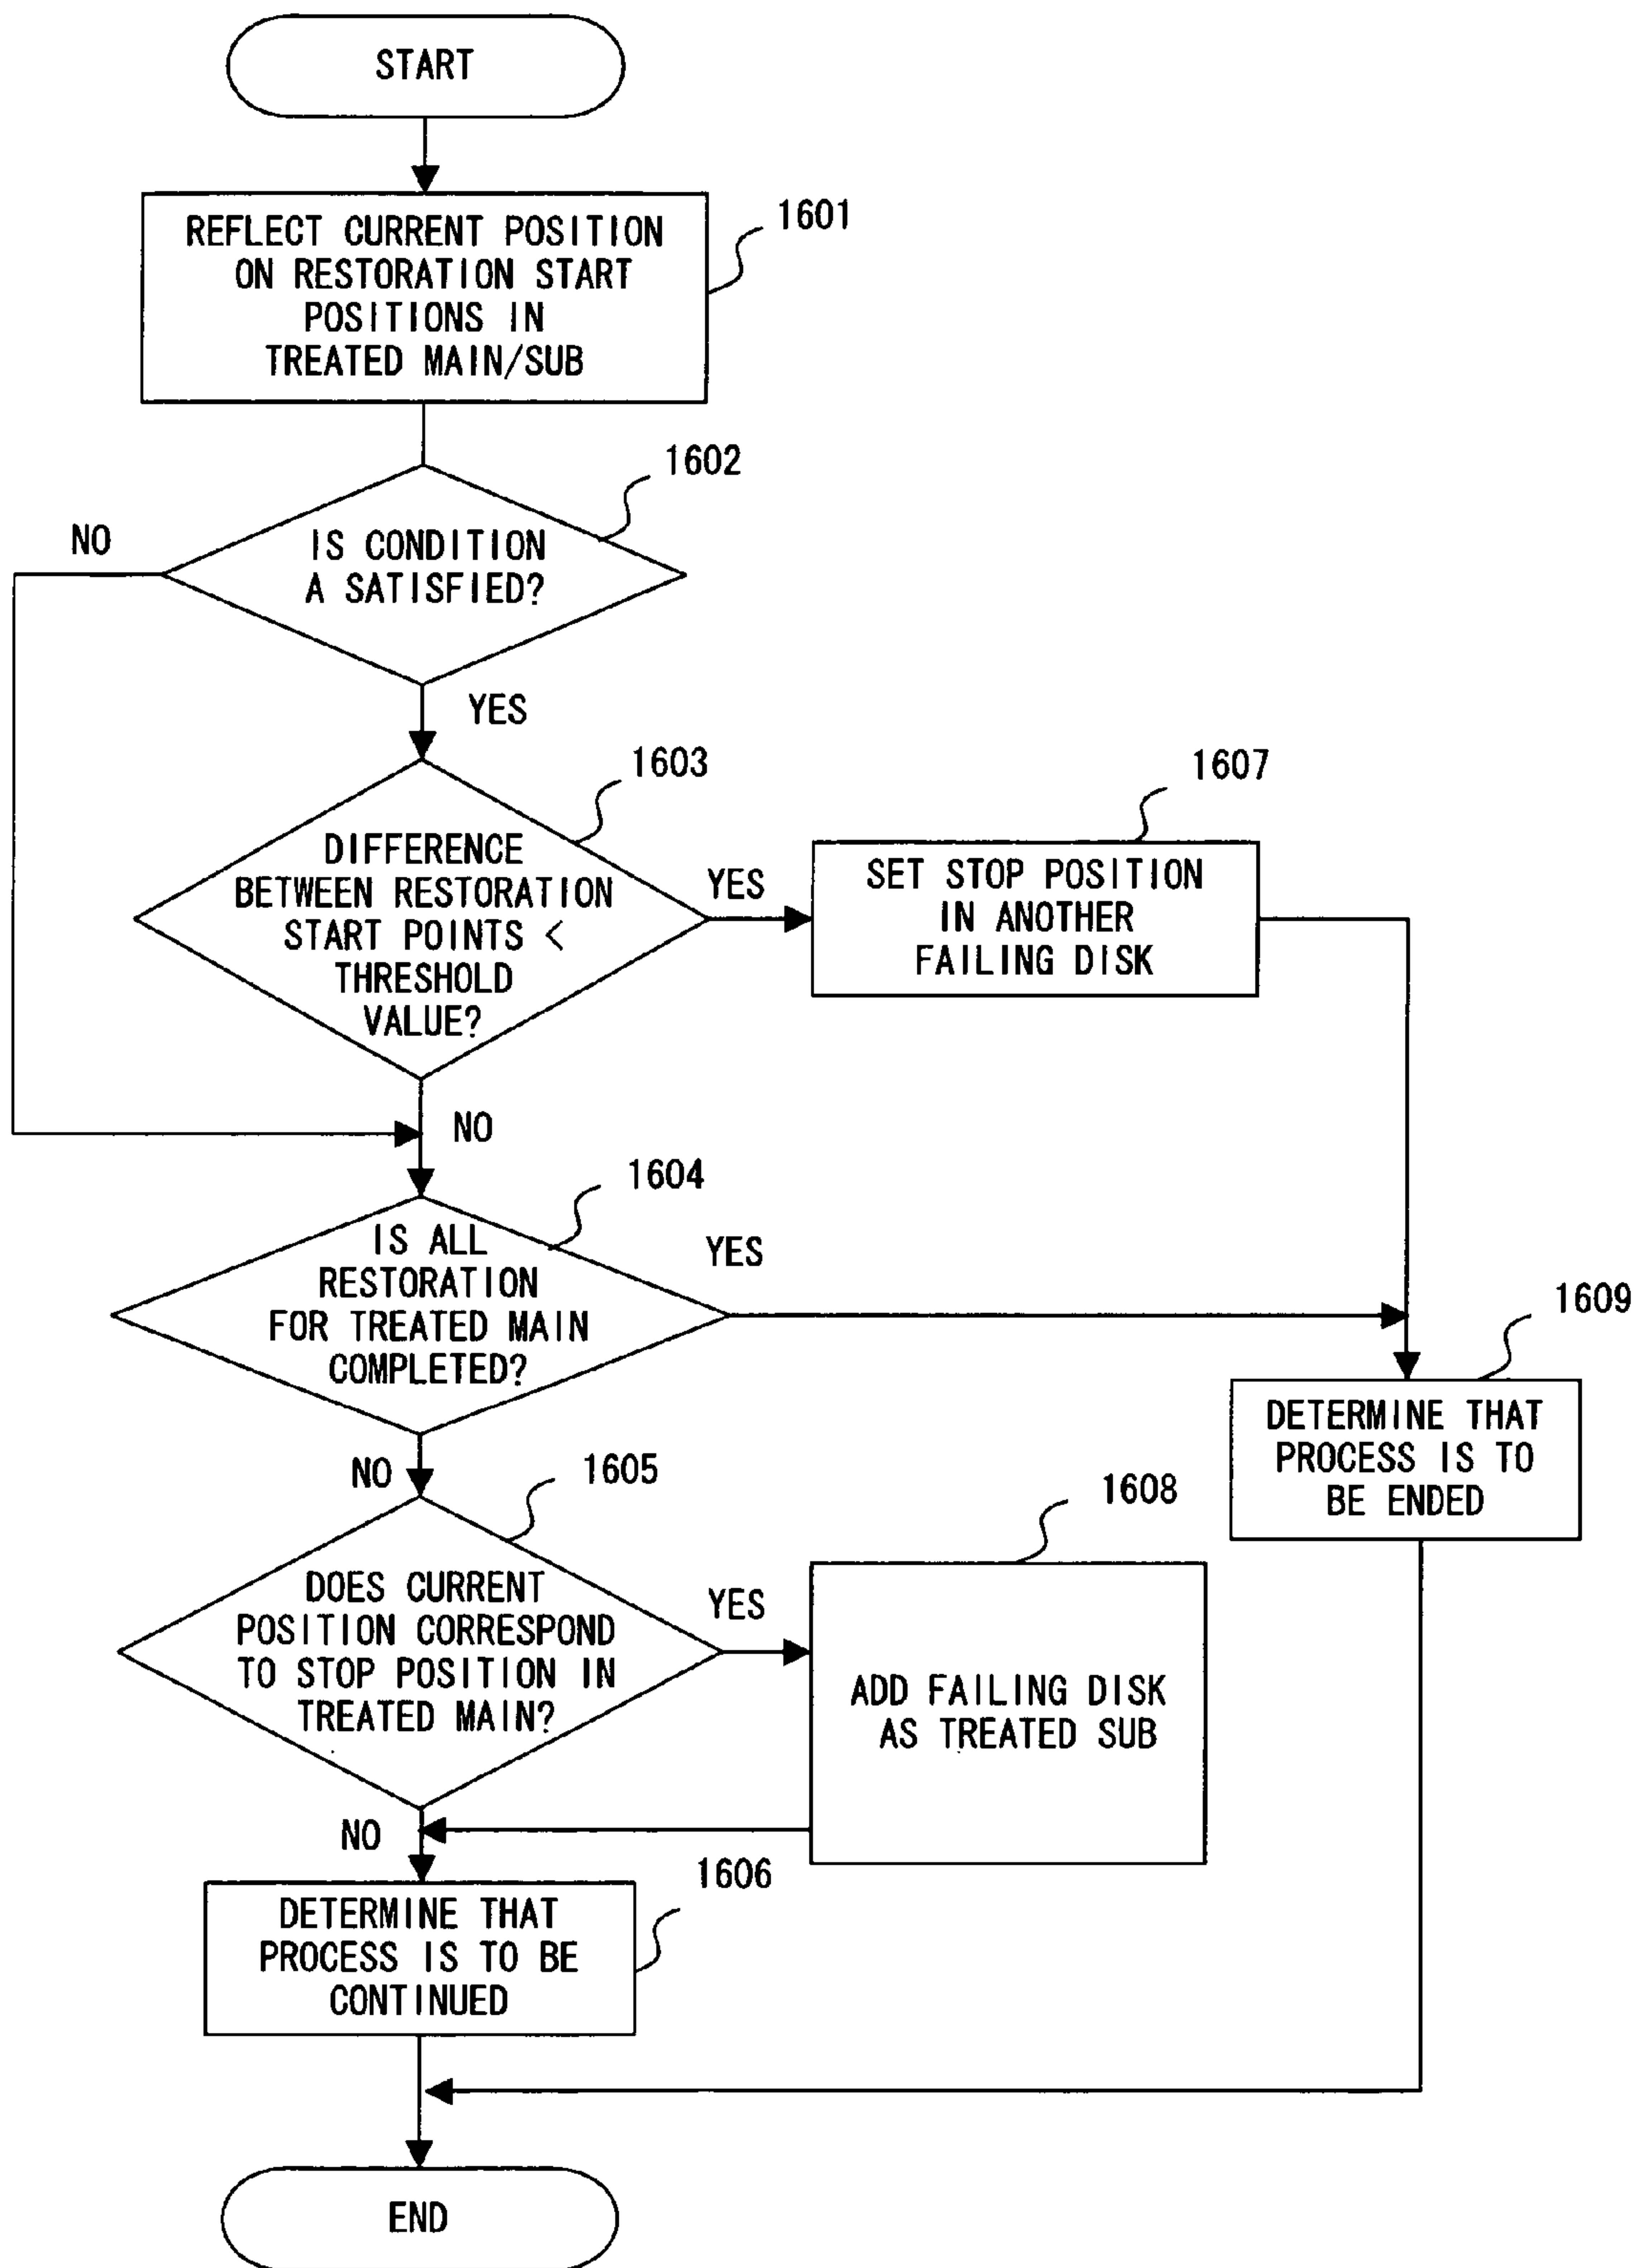 START
REFLECT CURRENT POSITION
ON RESTORATION START
POSITIONS IN
TREATED MAIN/SUB
1601
1602
NO
IS CONDITION
A SATISFIED?
YES
1603
DIFFERENCE
BETWEEN RESTORATION
START POINTS <
THRESHOLD
VALUE?
YES
1607
SET STOP POSITION
IN ANOTHER
FAILING DISK
NO
1604
IS ALL
RESTORATION
FOR TREATED MAIN
COMPLETED?
YES
1609
DETERMINE THAT
PROCESS IS TO
BE ENDED
NO
1605
DOES CURRENT
POSITION CORRESPOND
TO STOP POSITION IN
TREATED MAIN?
YES
1608
ADD FAILING DISK
AS TREATED SUB
NO
1606
DETERMINE THAT
PROCESS IS TO BE
CONTINUED
END